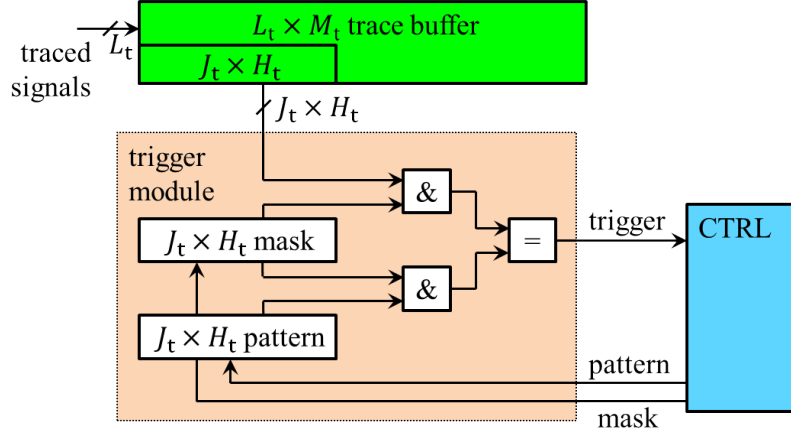 L_t × M_t trace buffer
L_t
traced
signals
J_t × H_t
J_t × H_t
trigger
module
&
J_t × H_t mask
=
trigger
CTRL
&
J_t × H_t pattern
pattern
mask